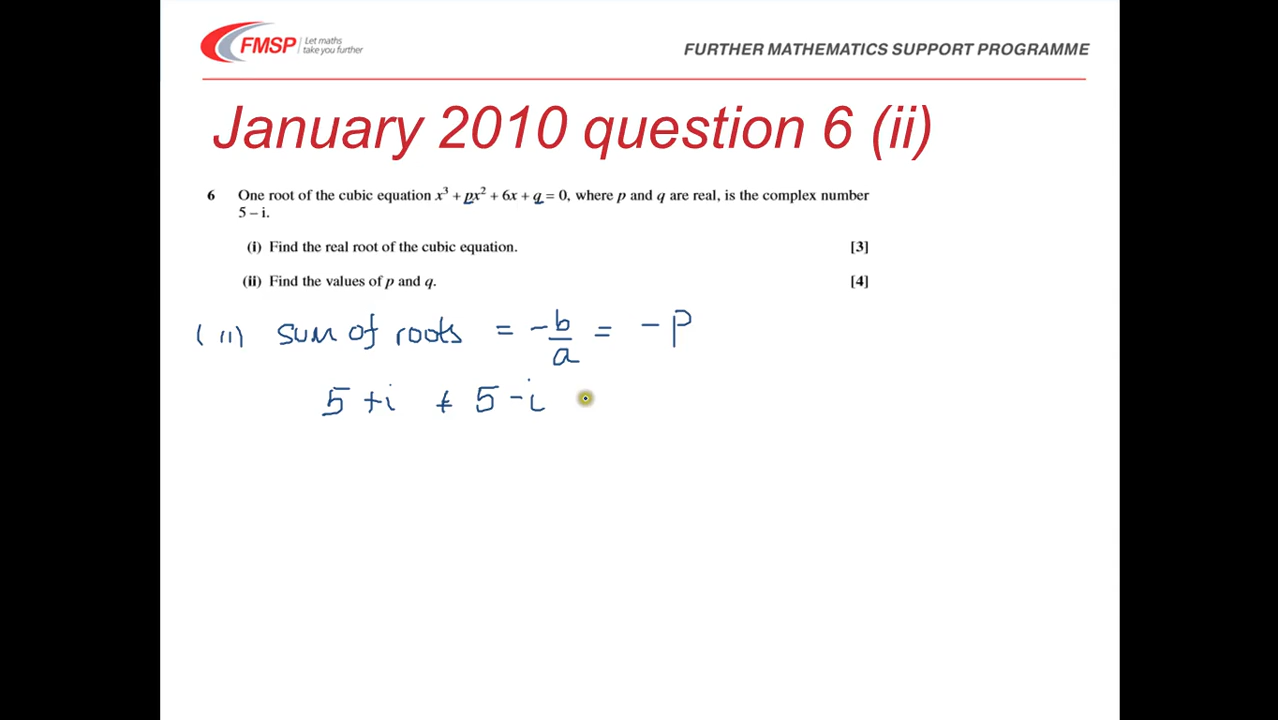 FMSP Let maths
take you further
FURTHER MATHEMATICS SUPPORT PROGRAMME
January 2010 question 6 (ii)
6 One root of the cubic equation x³ + px² + 6x + q = 0, where p and q are real, is the complex number
5 – i.
(i) Find the real root of the cubic equation. [3]
(ii) Find the values of p and q. [4]
(ii) sum of roots = -b/a = -p
5 + i + 5 - i